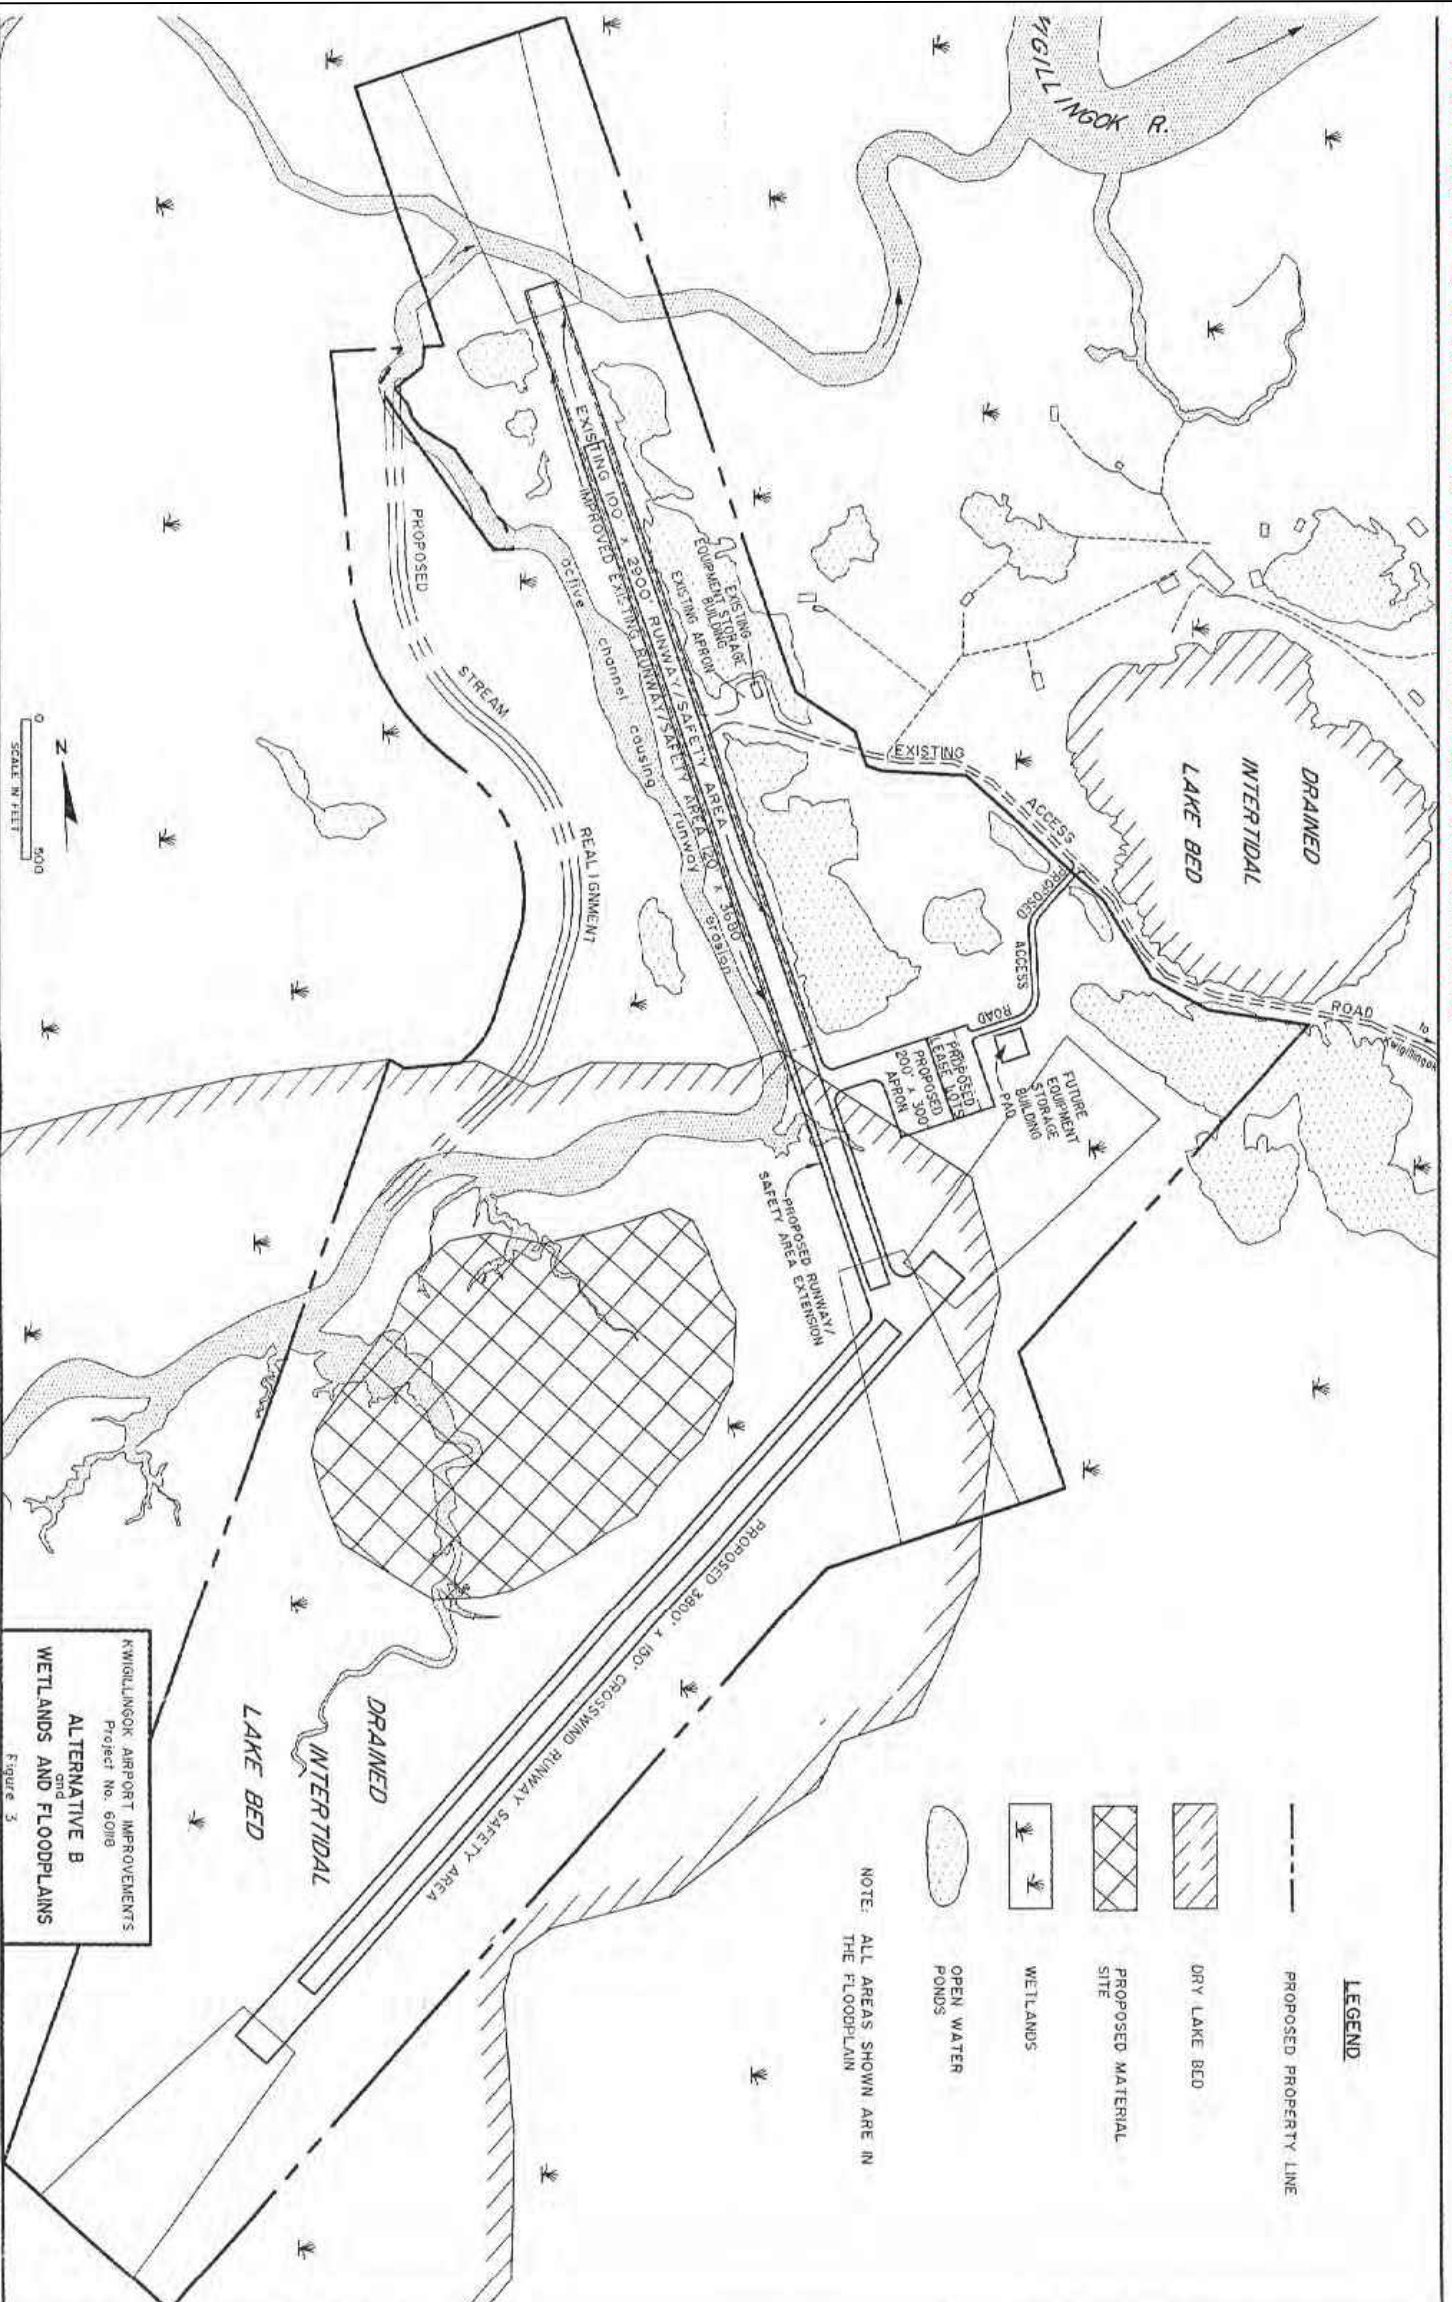 WIGILLINGOK R.
DRAINED
INTERTIDAL
LAKE BED
EXISTING
ACCESS
ROAD
to
Kwigillingok
PROPOSED
ACCESS
ROAD
EXISTING
EQUIPMENT STORAGE
BUILDING
EXISTING APRON
EXISTING 100' x 2900' RUNWAY/SAFETY AREA
IMPROVED EXISTING RUNWAY/SAFETY AREA 120' x 3680'
active channel causing runway erosion
PROPOSED
LEASE LOTS
PROPOSED
200' x 300'
APRON
PAD
FUTURE
EQUIPMENT
STORAGE
BUILDING
PROPOSED RUNWAY/
SAFETY AREA EXTENSION
PROPOSED STREAM REALIGNMENT
PROPOSED 3800' x 150' CROSSWIND RUNWAY SAFETY AREA
DRAINED
INTERTIDAL
LAKE BED
N
0 500
SCALE IN FEET
LEGEND
PROPOSED PROPERTY LINE
DRY LAKE BED
PROPOSED MATERIAL
SITE
WETLANDS
OPEN WATER
PONDS
NOTE: ALL AREAS SHOWN ARE IN
THE FLOODPLAIN
KWIGILLINGOK AIRPORT IMPROVEMENTS
Project No. 60118
ALTERNATIVE B
and
WETLANDS AND FLOODPLAINS
Figure 3